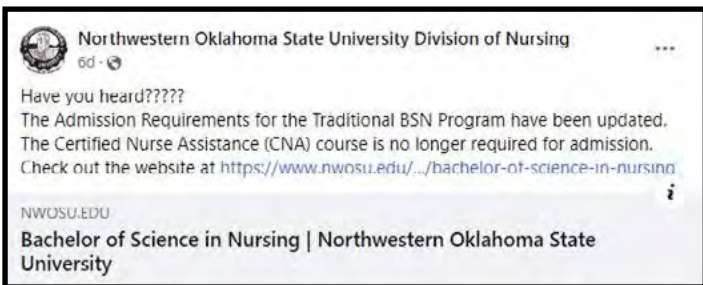 Northwestern Oklahoma State University Division of Nursing
6d ·
Have you heard?????
The Admission Requirements for the Traditional BSN Program have been updated.
The Certified Nurse Assistance (CNA) course is no longer required for admission.
Check out the website at https://www.nwosu.edu/.../bachelor-of-science-in-nursing
i
NWOSU.EDU
Bachelor of Science in Nursing | Northwestern Oklahoma State
University